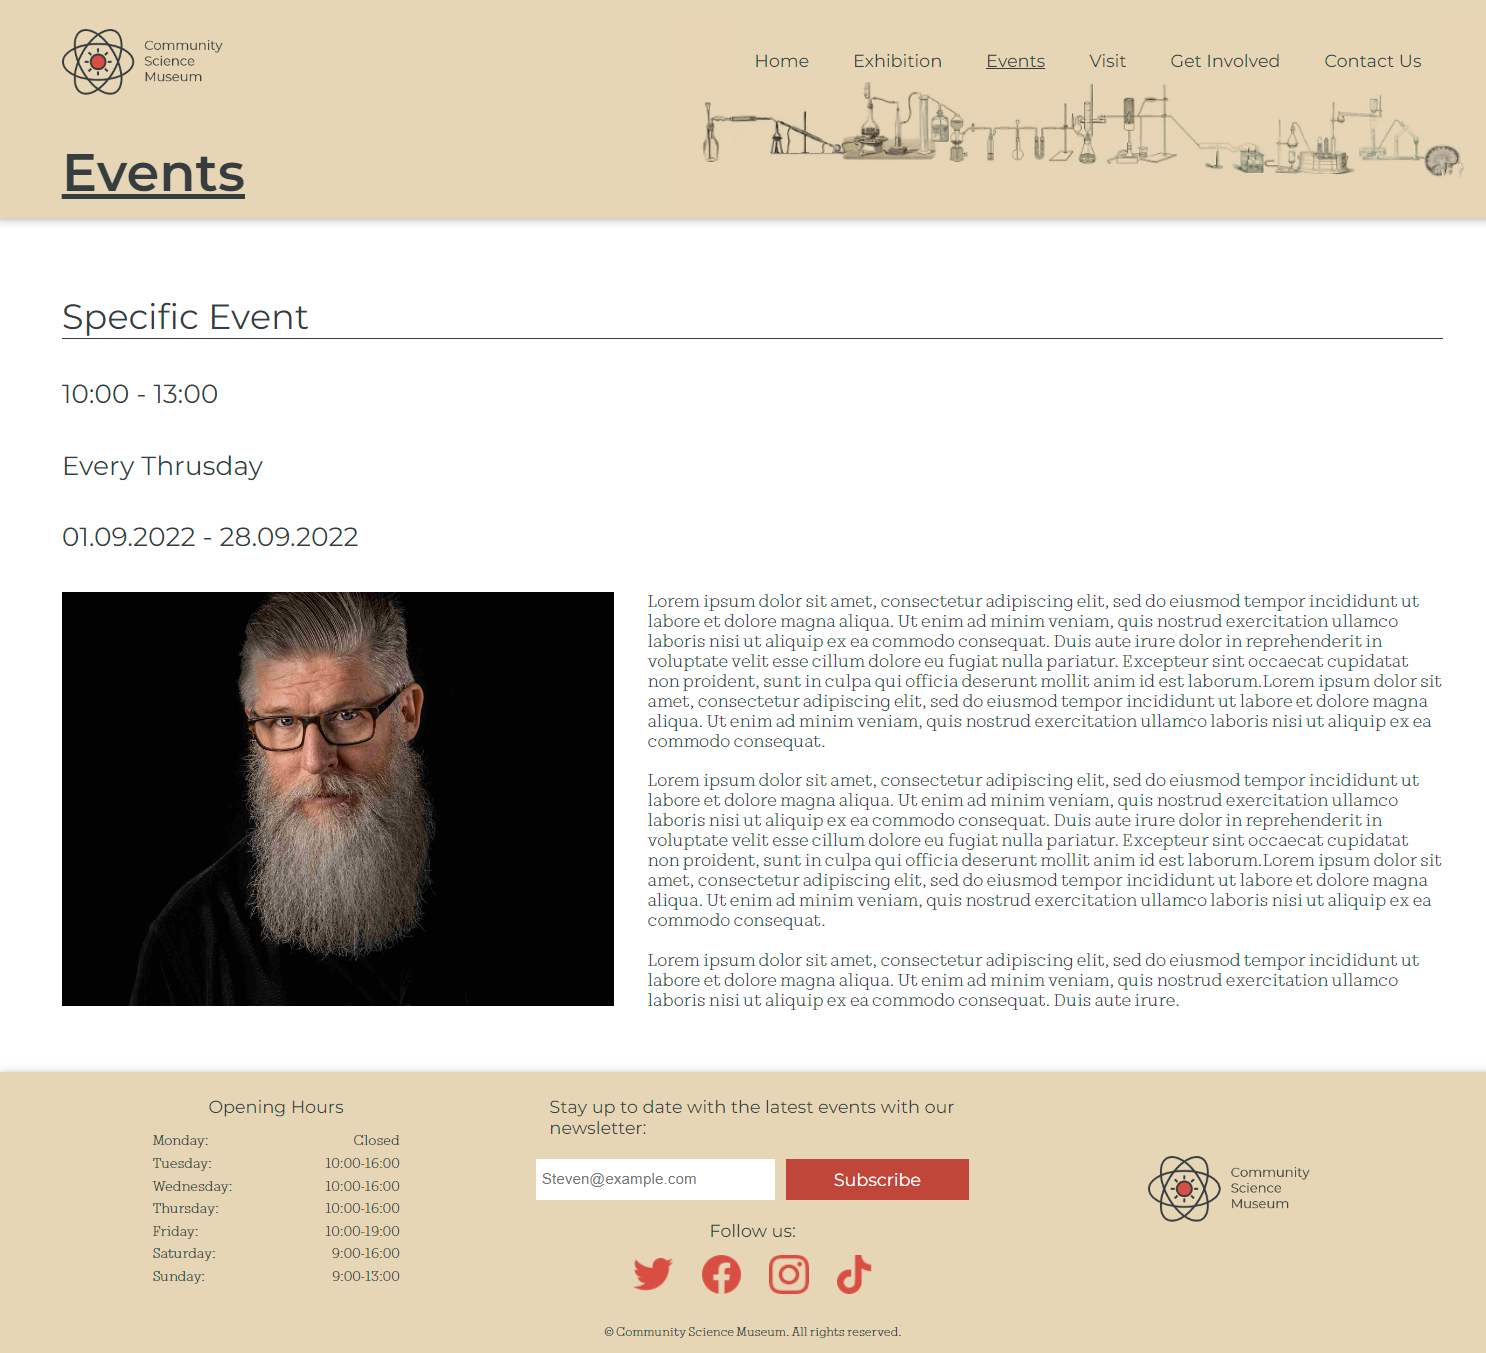 Community
Science
Museum
Home Exhibition Events Visit Get Involved Contact Us
Events
Specific Event
10:00 - 13:00
Every Thrusday
01.09.2022 - 28.09.2022
Lorem ipsum dolor sit amet, consectetur adipiscing elit, sed do eiusmod tempor incididunt ut
labore et dolore magna aliqua. Ut enim ad minim veniam, quis nostrud exercitation ullamco
laboris nisi ut aliquip ex ea commodo consequat. Duis aute irure dolor in reprehenderit in
voluptate velit esse cillum dolore eu fugiat nulla pariatur. Excepteur sint occaecat cupidatat
non proident, sunt in culpa qui officia deserunt mollit anim id est laborum.Lorem ipsum dolor sit
amet, consectetur adipiscing elit, sed do eiusmod tempor incididunt ut labore et dolore magna
aliqua. Ut enim ad minim veniam, quis nostrud exercitation ullamco laboris nisi ut aliquip ex ea
commodo consequat.
Lorem ipsum dolor sit amet, consectetur adipiscing elit, sed do eiusmod tempor incididunt ut
labore et dolore magna aliqua. Ut enim ad minim veniam, quis nostrud exercitation ullamco
laboris nisi ut aliquip ex ea commodo consequat. Duis aute irure dolor in reprehenderit in
voluptate velit esse cillum dolore eu fugiat nulla pariatur. Excepteur sint occaecat cupidatat
non proident, sunt in culpa qui officia deserunt mollit anim id est laborum.Lorem ipsum dolor sit
amet, consectetur adipiscing elit, sed do eiusmod tempor incididunt ut labore et dolore magna
aliqua. Ut enim ad minim veniam, quis nostrud exercitation ullamco laboris nisi ut aliquip ex ea
commodo consequat.
Lorem ipsum dolor sit amet, consectetur adipiscing elit, sed do eiusmod tempor incididunt ut
labore et dolore magna aliqua. Ut enim ad minim veniam, quis nostrud exercitation ullamco
laboris nisi ut aliquip ex ea commodo consequat. Duis aute irure.
Opening Hours
Monday: Closed
Tuesday: 10:00-16:00
Wednesday: 10:00-16:00
Thursday: 10:00-16:00
Friday: 10:00-19:00
Saturday: 9:00-16:00
Sunday: 9:00-13:00
Stay up to date with the latest events with our
newsletter:
Steven@example.com
Subscribe
Follow us:
Community
Science
Museum
© Community Science Museum. All rights reserved.